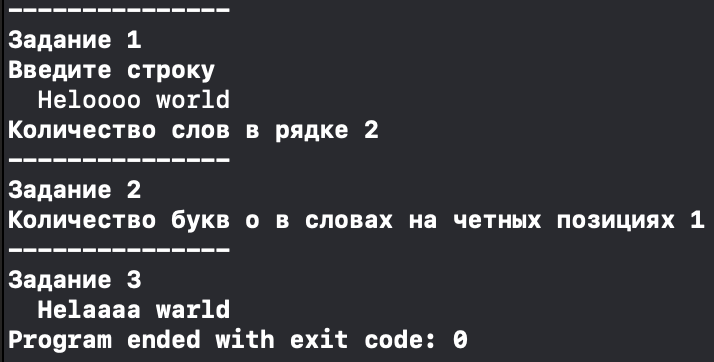 ---------------
Задание 1
Введите строку
  Heloooo world
Количество слов в рядке 2
---------------
Задание 2
Количество букв о в словах на четных позициях 1
---------------
Задание 3
  Helaaaa warld
Program ended with exit code: 0